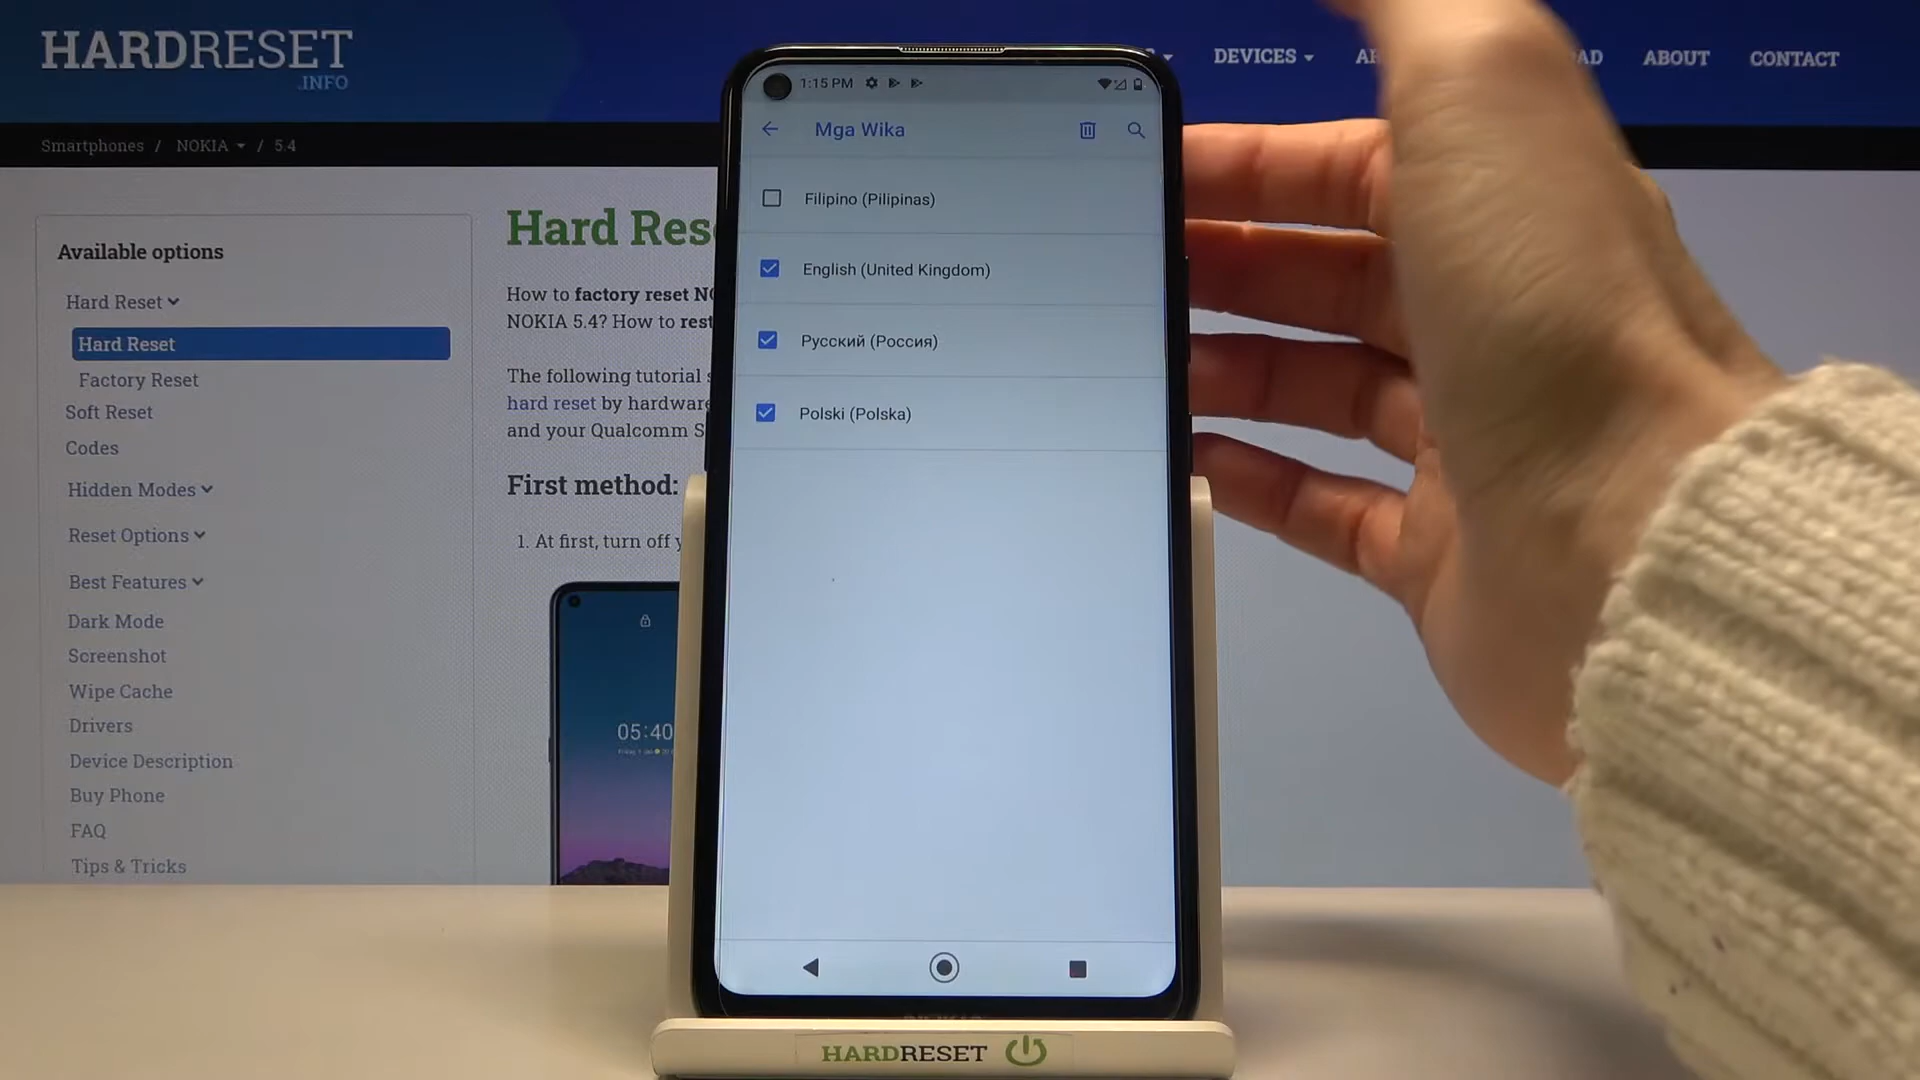 HARDRESET
.INFO
DEVICES
ABOUT
CONTACT
Smartphones / NOKIA / 5.4
Available options
Hard Reset
Hard Reset
Factory Reset
Soft Reset
Codes
Hidden Modes
Reset Options
Best Features
Dark Mode
Screenshot
Wipe Cache
Drivers
Device Description
Buy Phone
FAQ
Tips & Tricks
Hard Res
How to factory reset NO
NOKIA 5.4? How to rest
The following tutorial s
hard reset by hardware
and your Qualcomm S
First method:
1. At first, turn off y
05:40
1:15 PM
Mga Wika
Filipino (Pilipinas)
English (United Kingdom)
Русский (Россия)
Polski (Polska)
HARDRESET